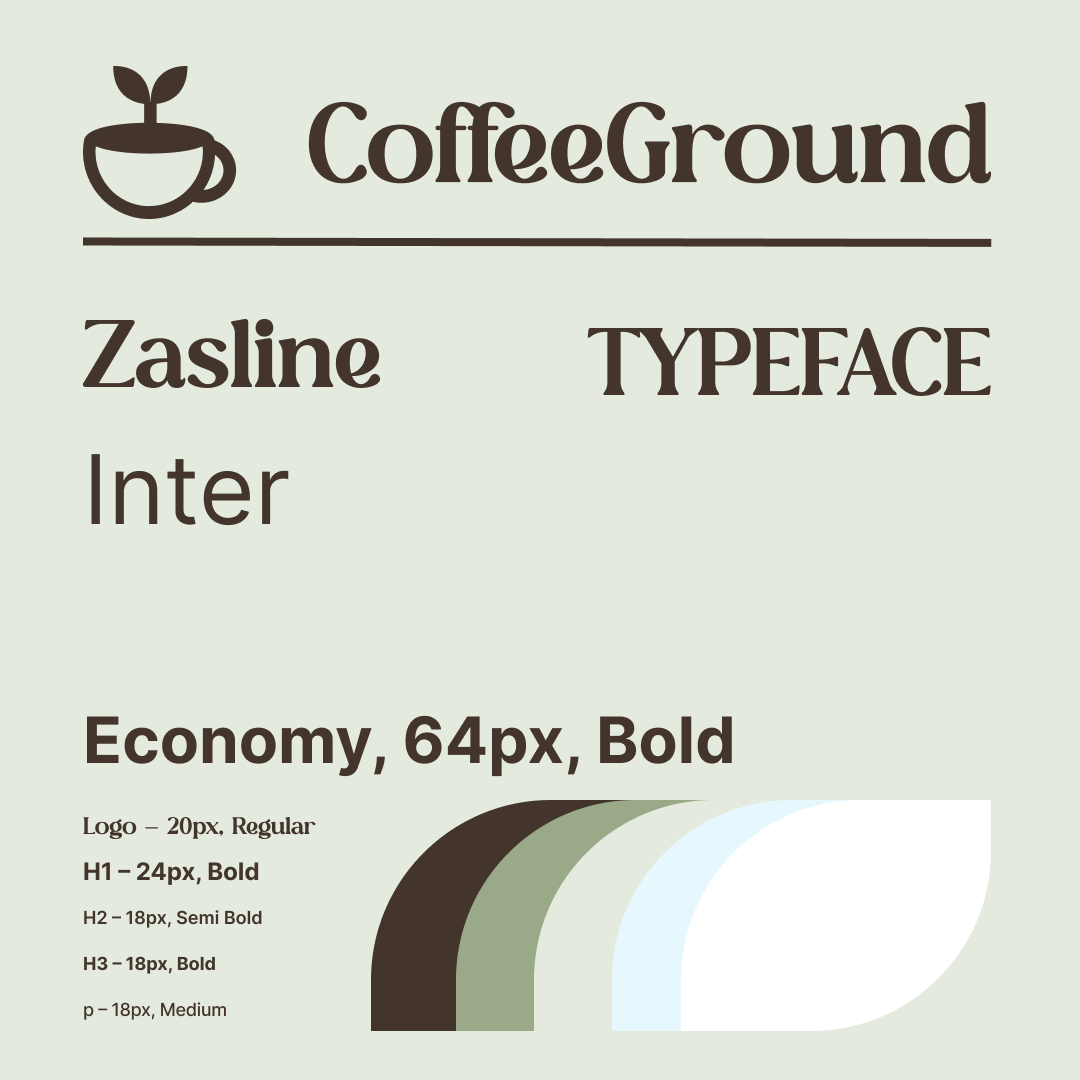 CoffeeGround
Zasline
TYPEFACE
Inter
Economy, 64px, Bold
Logo – 20px, Regular
H1 – 24px, Bold
H2 – 18px, Semi Bold
H3 – 18px, Bold
p – 18px, Medium